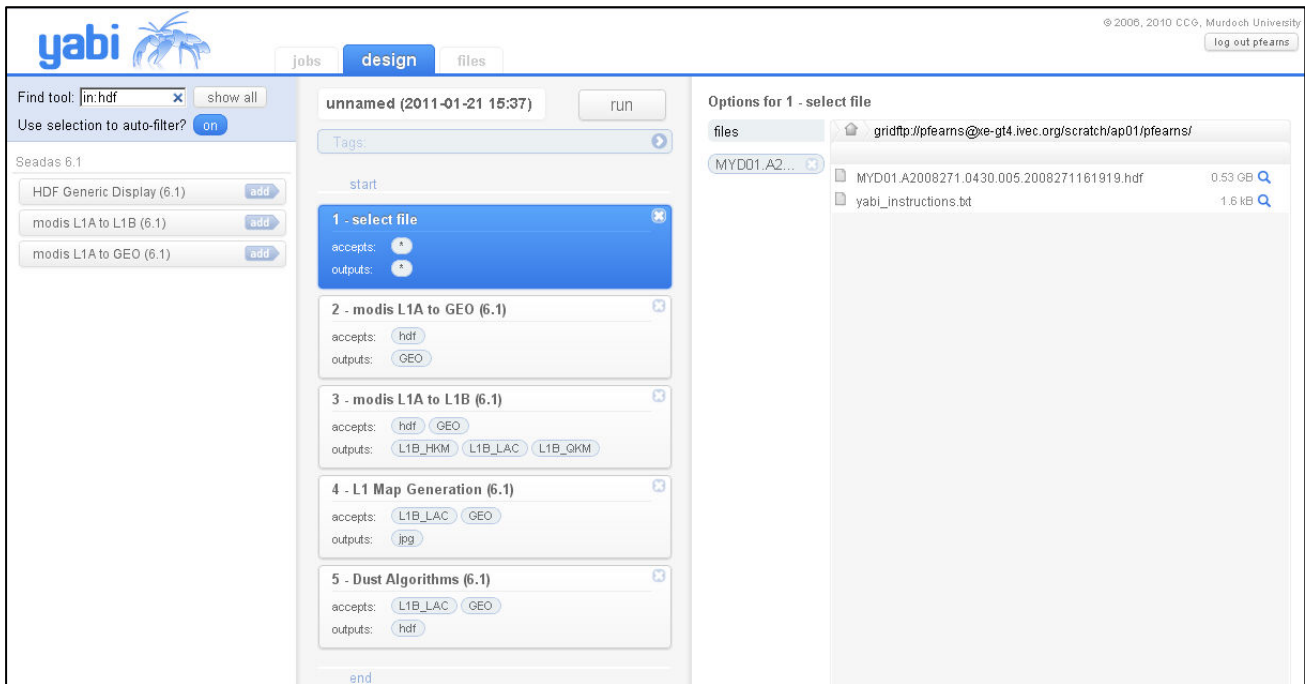 © 2006, 2010 CCG, Murdoch University
yabi
jobs design files
log out pfearns
Find tool: in:hdf show all
Use selection to auto-filter? on
Seadas 6.1
HDF Generic Display (6.1) add
modis L1A to L1B (6.1) add
modis L1A to GEO (6.1) add
unnamed (2011-01-21 15:37) run
Tags:
start
1 - select file
accepts: *
outputs: *
2 - modis L1A to GEO (6.1)
accepts: hdf
outputs: GEO
3 - modis L1A to L1B (6.1)
accepts: hdf GEO
outputs: L1B_HKM L1B_LAC L1B_QKM
4 - L1 Map Generation (6.1)
accepts: L1B_LAC GEO
outputs: jpg
5 - Dust Algorithms (6.1)
accepts: L1B_LAC GEO
outputs: hdf
end
Options for 1 - select file
files
MYD01.A2...
gridftp://pfearns@xe-gt4.ivec.org/scratch/ap01/pfearns/
MYD01.A2008271.0430.005.2008271161919.hdf 0.53 GB
yabi_instructions.txt 1.6 kB